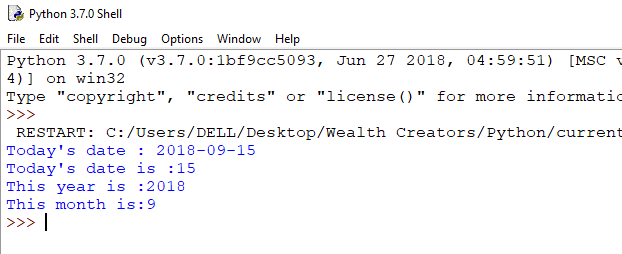 Python 3.7.0 Shell
File Edit Shell Debug Options Window Help
Python 3.7.0 (v3.7.0:1bf9cc5093, Jun 27 2018, 04:59:51) [MSC v
4)] on win32
Type "copyright", "credits" or "license()" for more informatic
>>>
 RESTART: C:/Users/DELL/Desktop/Wealth Creators/Python/current
Today's date : 2018-09-15
Today's date is :15
This year is :2018
This month is:9
>>>